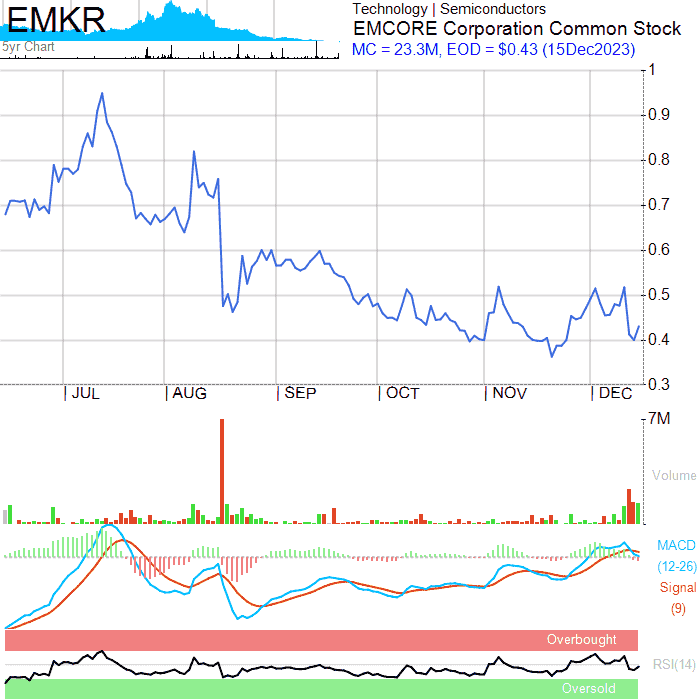 EMKR
5yr Chart
Technology | Semiconductors
EMCORE Corporation Common Stock
MC = 23.3M, EOD = $0.43 (15Dec2023)
1
0.9
0.8
0.7
0.6
0.5
0.4
0.3
| JUL | AUG | SEP | OCT | NOV | DEC
7M
Volume
MACD
(12-26)
Signal
(9)
Overbought
RSI(14)
Oversold